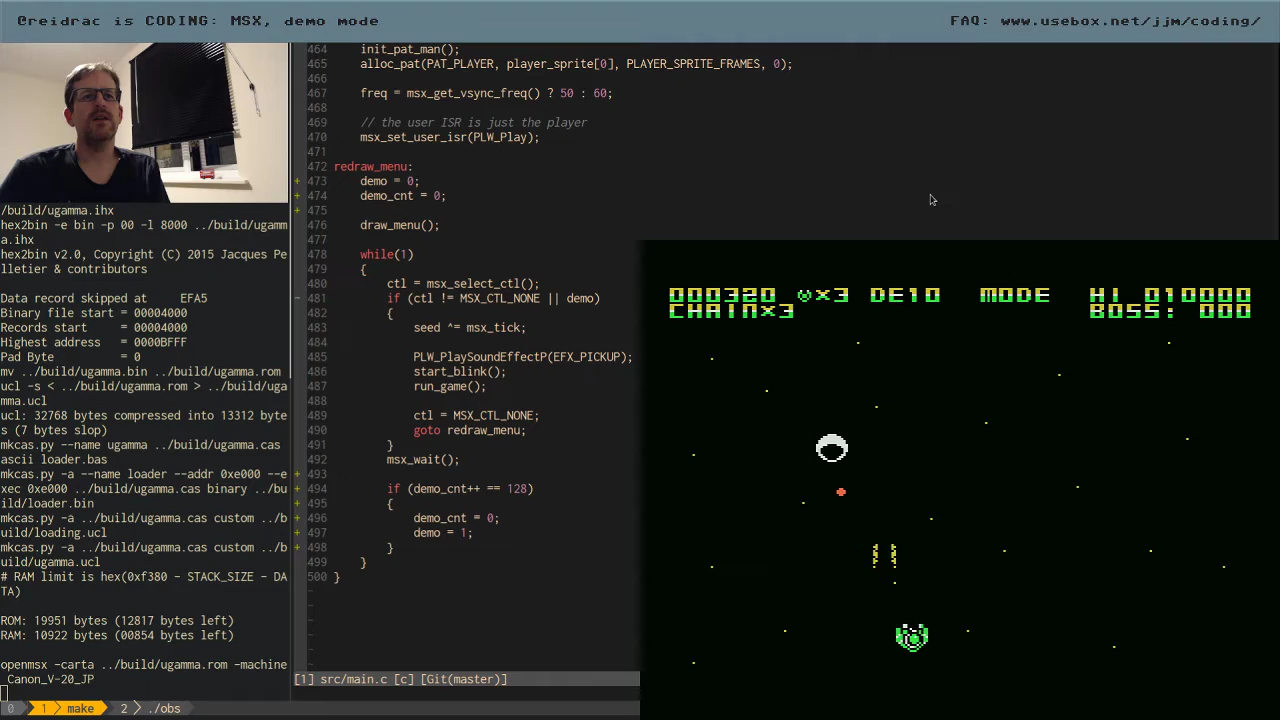 @reidrac is CODING: MSX, demo mode
FAQ: www.usebox.net/jjm/coding/
/build/ugamma.ihx
hex2bin -e bin -p 00 -l 8000 ../build/ugamm
a.ihx
hex2bin v2.0, Copyright (C) 2015 Jacques Pe
lletier & contributors
Data record skipped at     EFA5
Binary file start = 00004000
Records start     = 00004000
Highest address   = 0000BFFF
Pad Byte          = 0
mv ../build/ugamma.bin ../build/ugamma.rom
ucl -s < ../build/ugamma.rom > ../build/uga
mma.ucl
ucl: 32768 bytes compressed into 13312 byte
s (7 bytes slop)
mkcas.py --name ugamma ../build/ugamma.cas
ascii loader.bas
mkcas.py -a --name loader --addr 0xe000 --e
xec 0xe000 ../build/ugamma.cas binary ../bu
ild/loader.bin
mkcas.py -a ../build/ugamma.cas custom ../b
uild/loading.ucl
mkcas.py -a ../build/ugamma.cas custom ../b
uild/ugamma.ucl
# RAM limit is hex(0xf380 - STACK_SIZE - DA
TA)
ROM: 19951 bytes (12817 bytes left)
RAM: 10922 bytes (00854 bytes left)
openmsx -carta ../build/ugamma.rom -machine
Canon_V-20_JP
464     init_pat_man();
465     alloc_pat(PAT_PLAYER, player_sprite[0], PLAYER_SPRITE_FRAMES, 0);
466
467     freq = msx_get_vsync_freq() ? 50 : 60;
468
469     // the user ISR is just the player
470     msx_set_user_isr(PLW_Play);
471
472 redraw_menu:
+ 473     demo = 0;
+ 474     demo_cnt = 0;
+ 475
476     draw_menu();
477
478     while(1)
479     {
480         ctl = msx_select_ctl();
- 481         if (ctl != MSX_CTL_NONE || demo)
482         {
483             seed ^= msx_tick;
484
485             PLW_PlaySoundEffectP(EFX_PICKUP);
486             start_blink();
487             run_game();
488
489             ctl = MSX_CTL_NONE;
490             goto redraw_menu;
491         }
492         msx_wait();
+ 493
+ 494         if (demo_cnt++ == 128)
+ 495         {
+ 496             demo_cnt = 0;
+ 497             demo = 1;
+ 498         }
499     }
500 }
[1] src/main.c [c] [Git(master)]
000320 x3 DE10 MODE HI 010000
CHAINx3 BOSS: 000
0 1 make 2 ./obs